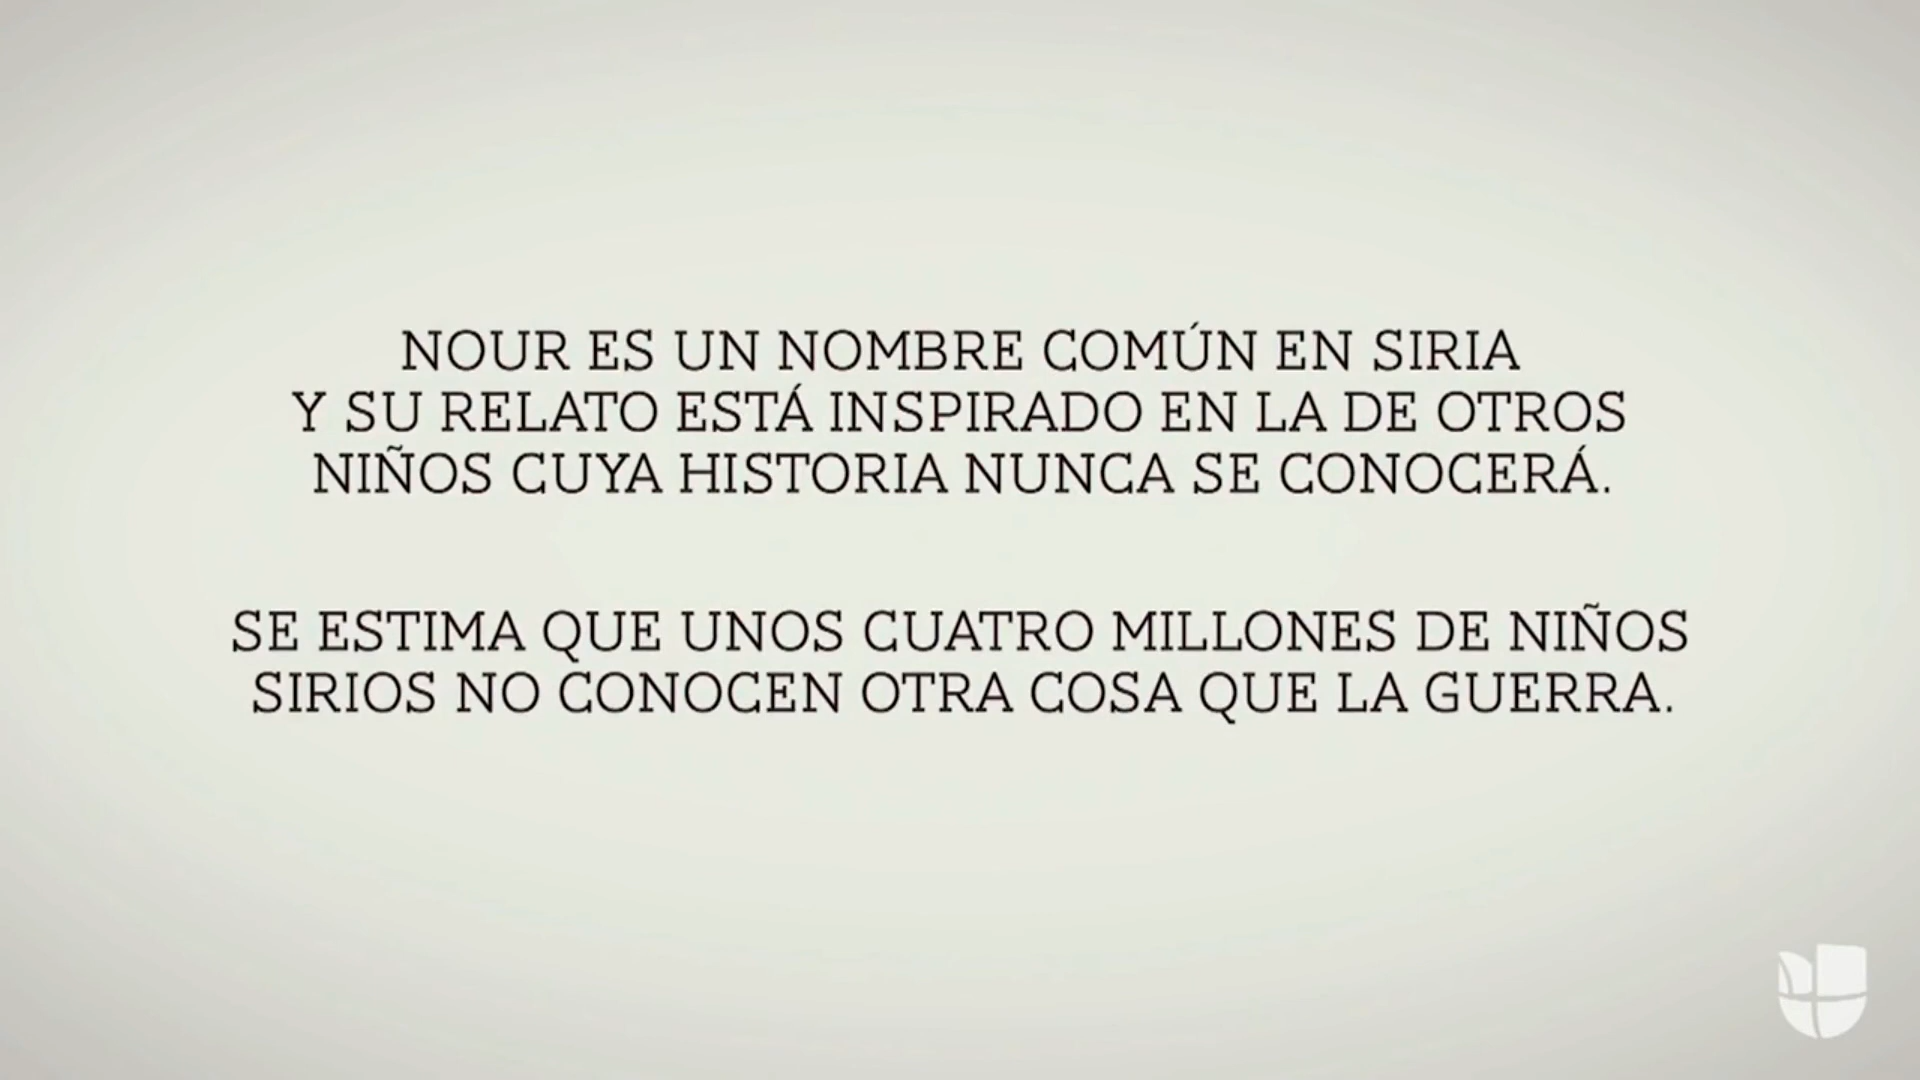 NOUR ES UN NOMBRE COMÚN EN SIRIA
Y SU RELATO ESTÁ INSPIRADO EN LA DE OTROS
NIÑOS CUYA HISTORIA NUNCA SE CONOCERÁ.
SE ESTIMA QUE UNOS CUATRO MILLONES DE NIÑOS
SIRIOS NO CONOCEN OTRA COSA QUE LA GUERRA.